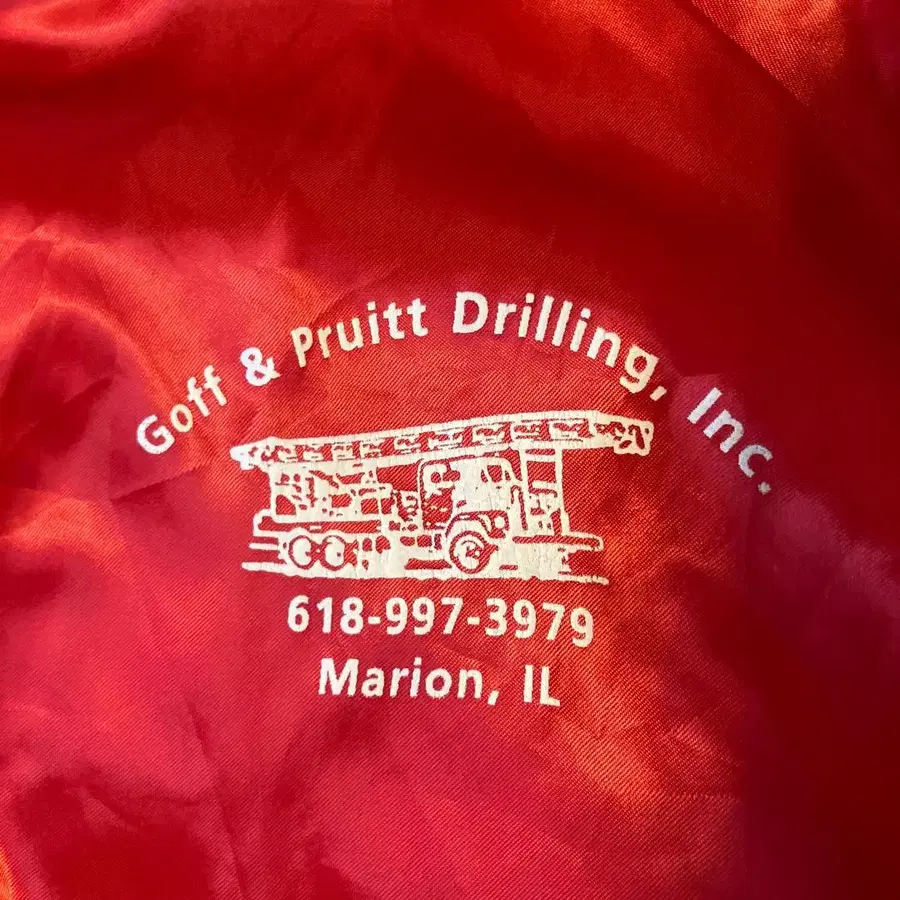 Goff & Pruitt Drilling, Inc.
618-997-3979
Marion, IL